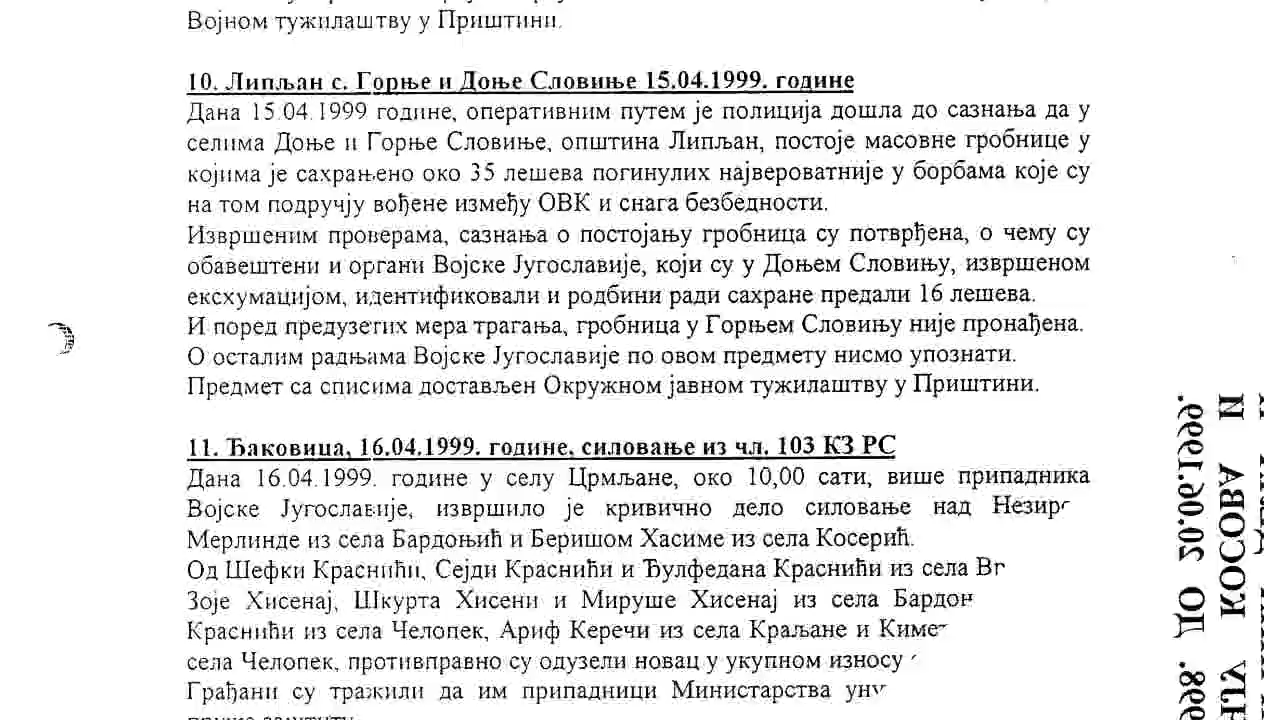 Војном тужилаштву у Приштини.
10. Липљан с. Горње и Доње Словиње 15.04.1999. године
Дана 15.04.1999 године, оперативним путем је полиција дошла до сазнања да у
селима Доње и Горње Словиње, општина Липљан, постоје масовне гробнице у
којима је сахрањено око 35 лешева погинулих највероватније у борбама које су
на том подручју вођене између ОВК и снага безбедности.
Извршеним проверама, сазнања о постојању гробница су потврђена, о чему су
обавештени и органи Војске Југославије, који су у Доњем Словињу, извршеном
ексхумацијом, идентификовали и родбини ради сахране предали 16 лешева.
И поред предузетих мера трагања, гробница у Горњем Словињу није пронађена.
О осталим радњама Војске Југославије по овом предмету нисмо упознати.
Предмет са списима достављен Окружном јавном тужилаштву у Приштини.
11. Ђаковица, 16.04.1999. године, силовање из чл. 103 КЗ РС
Дана 16.04.1999. године у селу Црмљане, око 10,00 сати, више припадника
Војске Југославије, извршило је кривично дело силовање над
Мерлинде из села Бардоњић и Беришом Хасиме из села Косерић.
Од Шефки Краснићи, Сејди Краснићи и Ђулфедана Краснићи из села
Зоје Хисенај, Шкурта Хисени и Мируше Хисенај из села
Краснићи из села Челопек, Ариф Керечи из села Краљане и
села Челопек, противправно су одузели новац у укупном износу
Грађани су тражили да им припадници Министарства
ДО 20.06.1999.
КОСОВА И